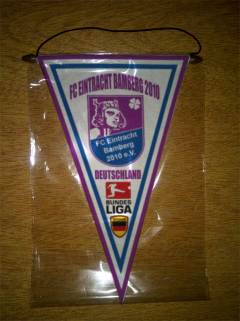 FC EINTRACHT BAMBERG 2010
FC Eintracht
Bamberg
2010 e.V.
DEUTSCHLAND
BUNDES
LIGA